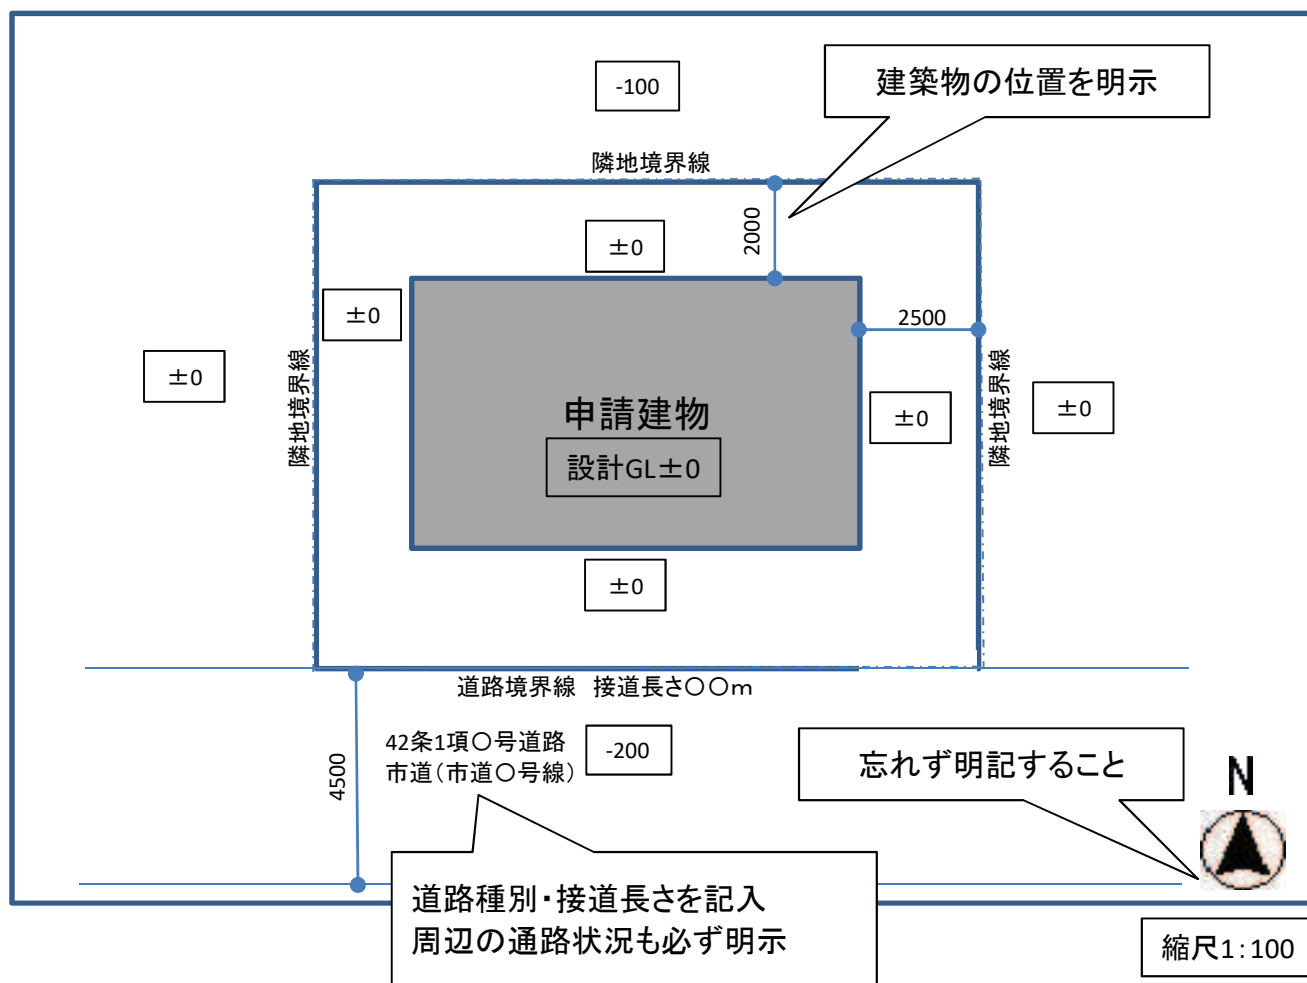 -100
建築物の位置を明示
隣地境界線
2000
±0
±0
2500
±0
隣地境界線
申請建物
設計GL±0
±0
隣地境界線
±0
±0
道路境界線 接道長さ〇〇m
4500
42条1項〇号道路
市道(市道〇号線)
-200
忘れず明記すること
N
道路種別・接道長さを記入
周辺の通路状況も必ず明示
縮尺1:100